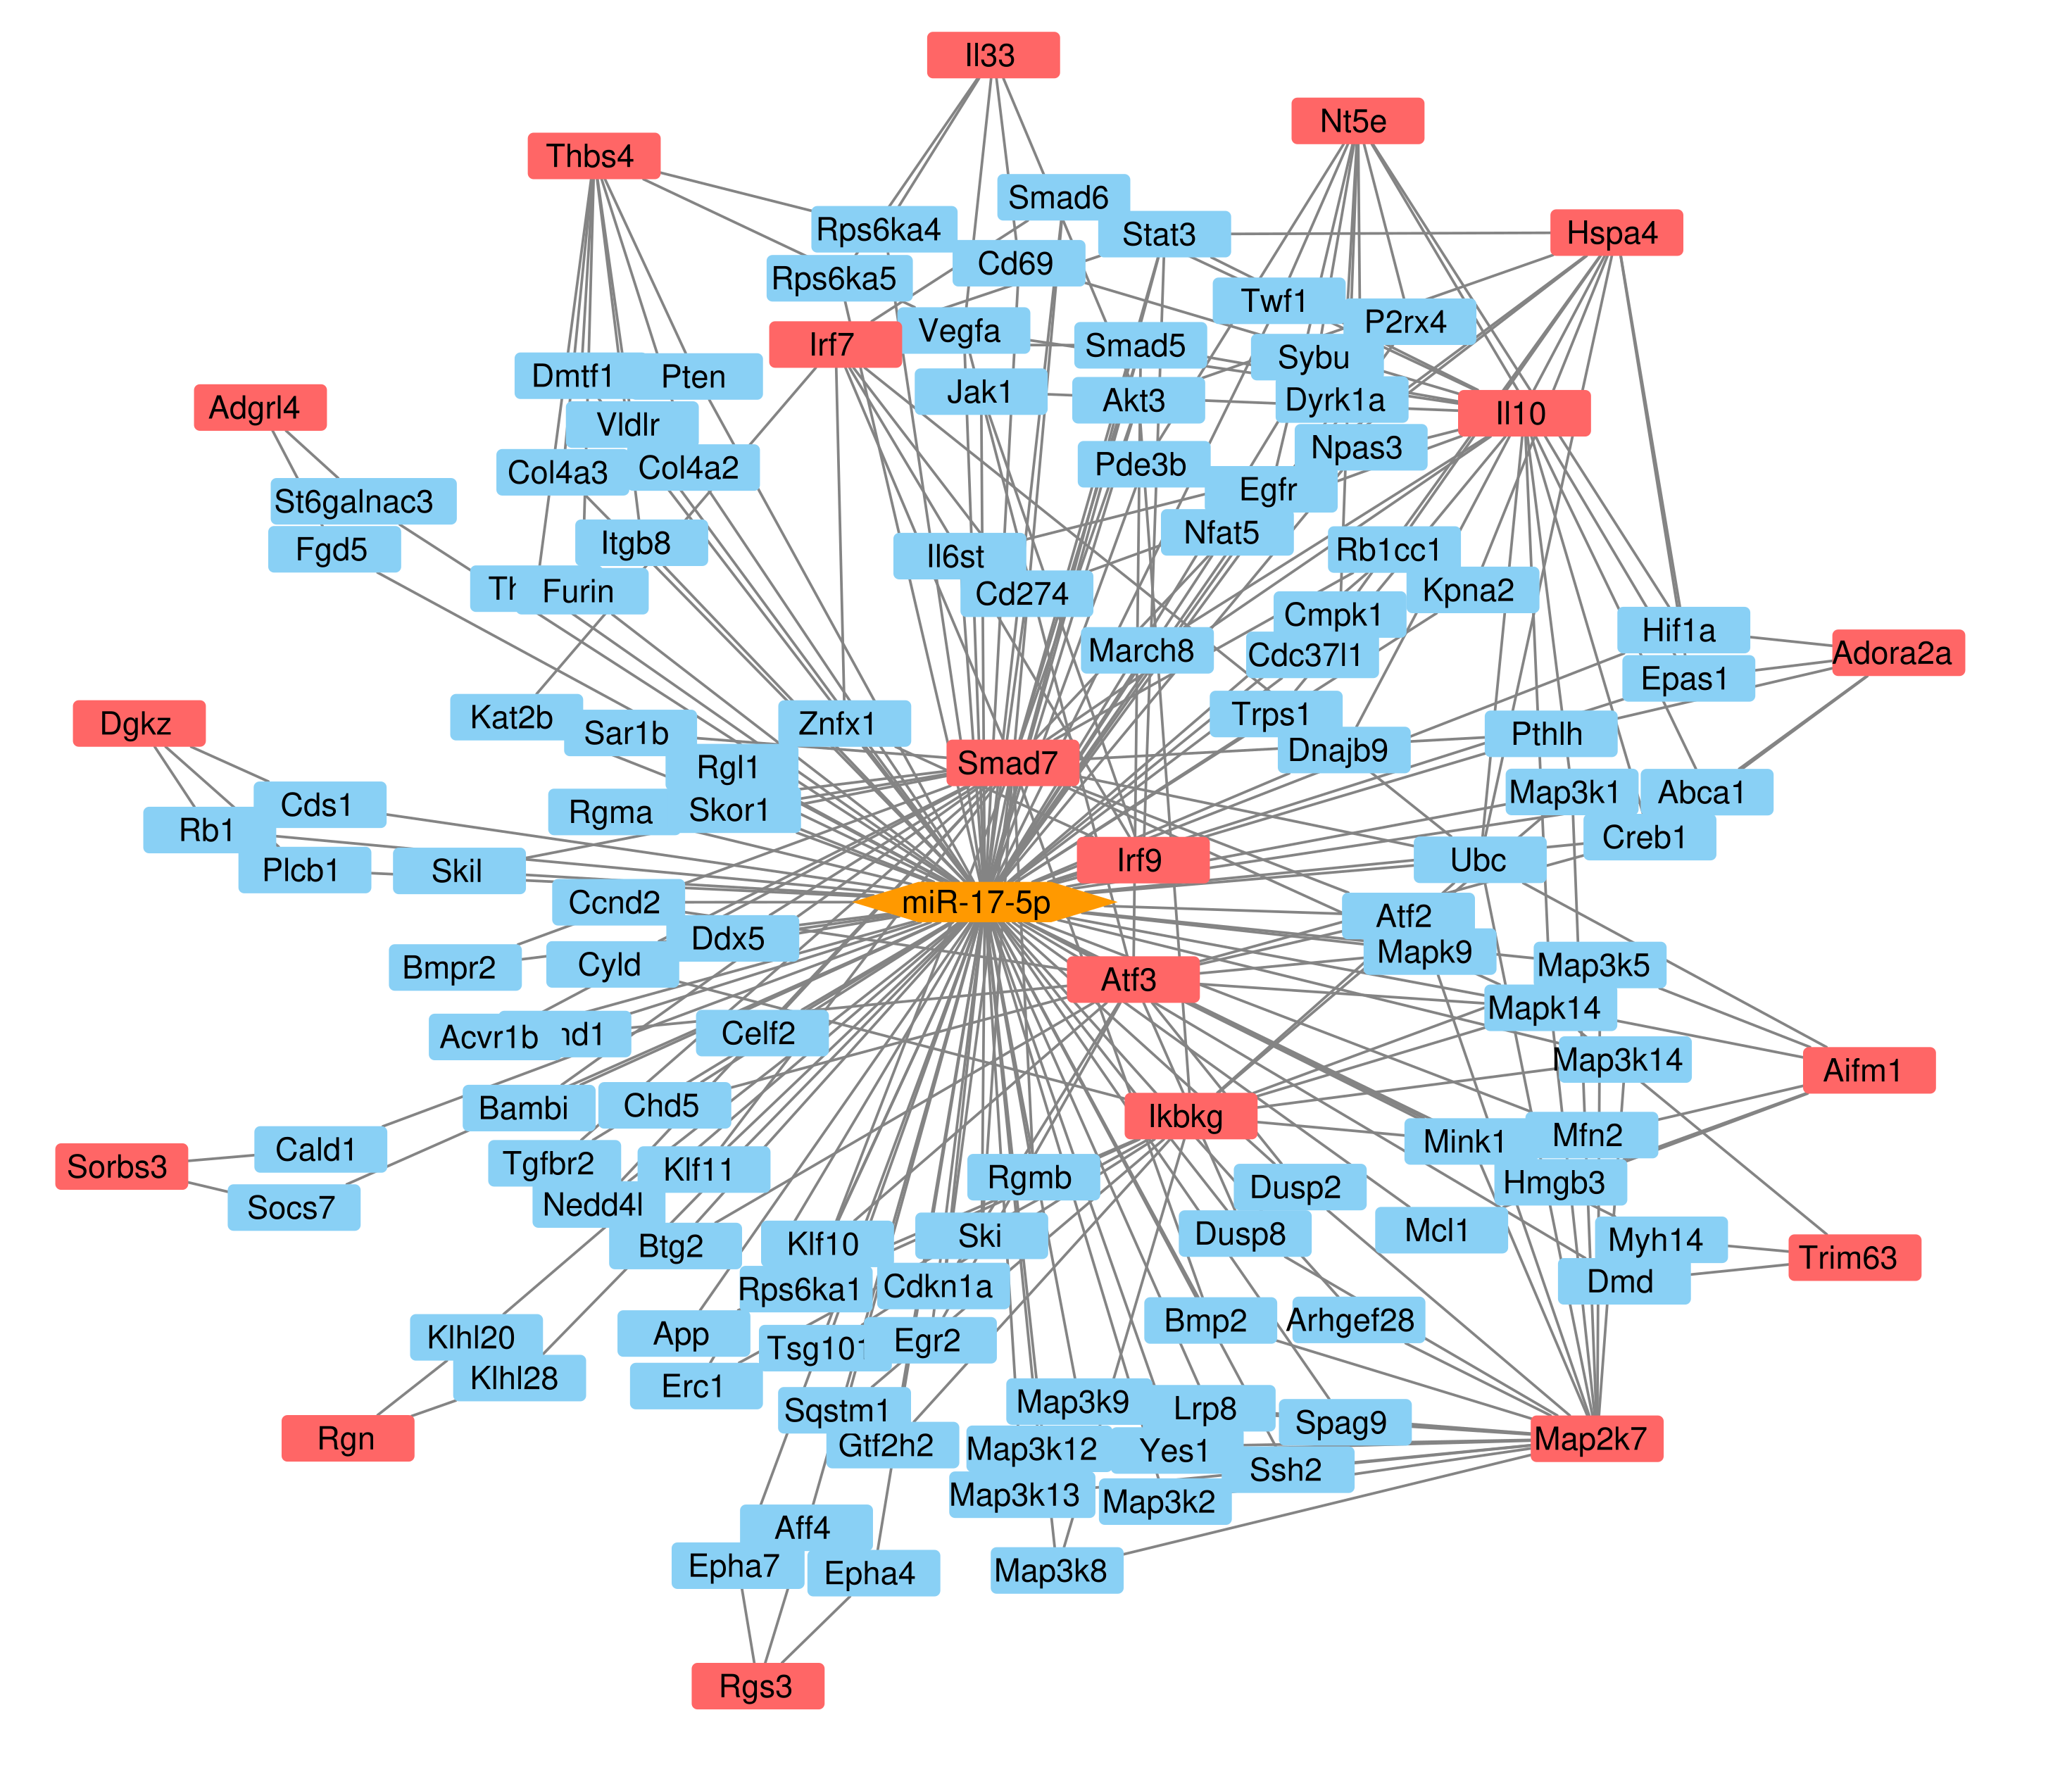 Il33
Nt5e
Thbs4
Smad6
Rps6ka4
Stat3
Hspa4
Cd69
Rps6ka5
Twf1
P2rx4
Vegfa
Irf7
Smad5
Sybu
Dmtf1
Pten
Jak1
Akt3
Dyrk1a
Adgrl4
Il10
Vldlr
Npas3
Col4a3
Col4a2
Pde3b
Egfr
St6galnac3
Nfat5
Fgd5
Itgb8
Il6st
Rb1cc1
Th
Furin
Cd274
Kpna2
Cmpk1
Hif1a
March8
Cdc37l1
Adora2a
Epas1
Kat2b
Trps1
Dgkz
Znfx1
Sar1b
Pthlh
Dnajb9
Smad7
Rgl1
Map3k1
Abca1
Cds1
Rgma
Skor1
Rb1
Creb1
Irf9
Ubc
Plcb1
Skil
miR-17-5p
Ccnd2
Atf2
Ddx5
Mapk9
Bmpr2
Cyld
Map3k5
Atf3
Mapk14
Acvr1b
nd1
Celf2
Map3k14
Aifm1
Bambi
Chd5
Ikbkg
Mfn2
Mink1
Cald1
Sorbs3
Tgfbr2
Klf11
Rgmb
Hmgb3
Dusp2
Nedd4l
Socs7
Mcl1
Dusp8
Ski
Klf10
Btg2
Myh14
Trim63
Dmd
Rps6ka1
Cdkn1a
Bmp2
Arhgef28
Klhl20
App
Tsg101
Egr2
Klhl28
Erc1
Map3k9
Lrp8
Sqstm1
Spag9
Rgn
Gtf2h2
Map3k12
Yes1
Map2k7
Ssh2
Map3k13
Map3k2
Aff4
Epha7
Epha4
Map3k8
Rgs3